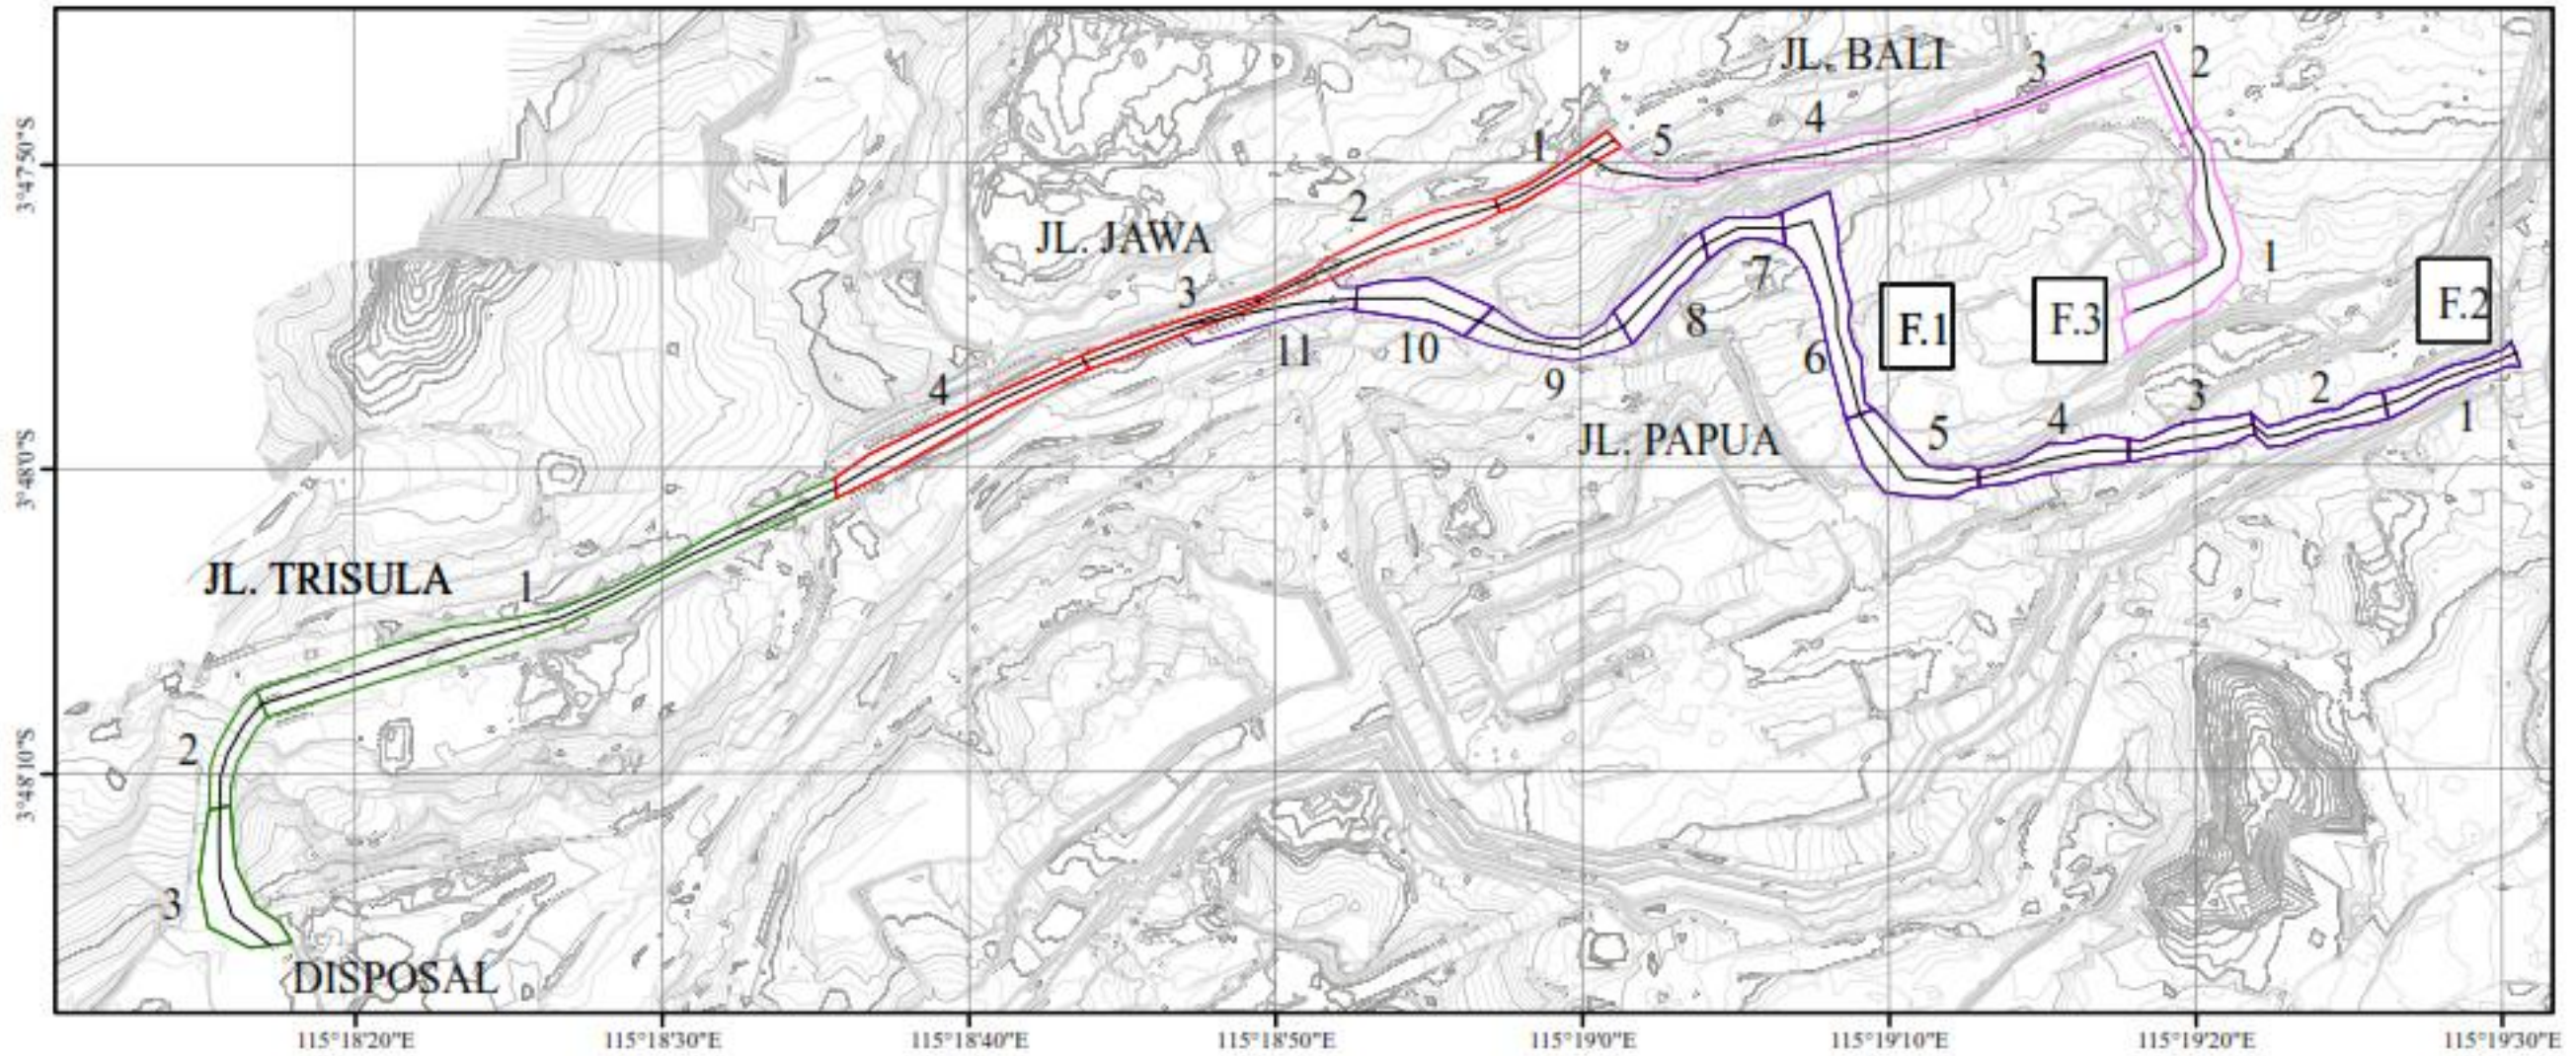 JL. BALI
3
2
4
1
5
3°47'50"S
2
JL. JAWA
1
3
7
F.1
F.3
F.2
8
11
10
6
9
4
JL. PAPUA
5
4
3
2
1
3°48'0"S
JL. TRISULA
1
2
3°48'10"S
3
DISPOSAL
115°18'20"E
115°18'30"E
115°18'40"E
115°18'50"E
115°19'0"E
115°19'10"E
115°19'20"E
115°19'30"E